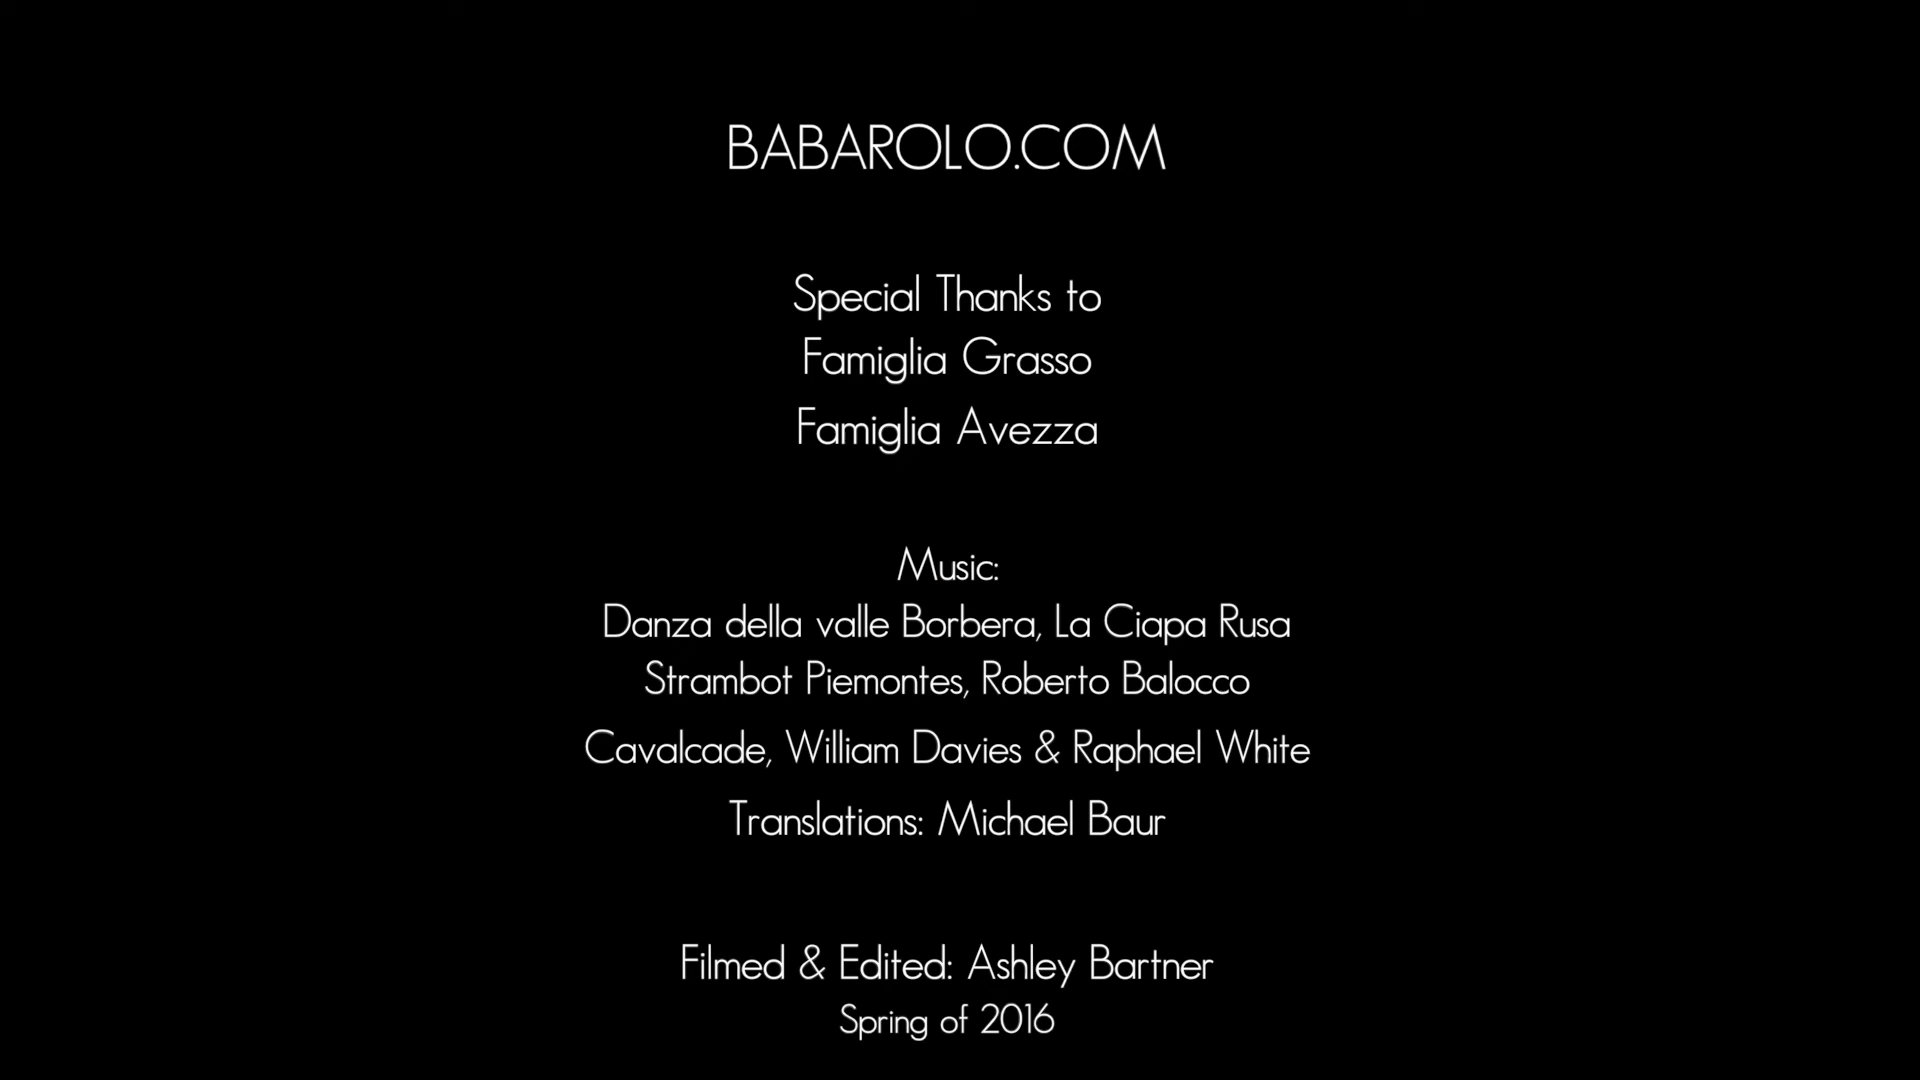 BABAROLO.COM
Special Thanks to
Famiglia Grasso
Famiglia Avezza
Music:
Danza della valle Borbera, La Ciapa Rusa
Strambot Piemontes, Roberto Balocco
Cavalcade, William Davies & Raphael White
Translations: Michael Baur
Filmed & Edited: Ashley Bartner
Spring of 2016